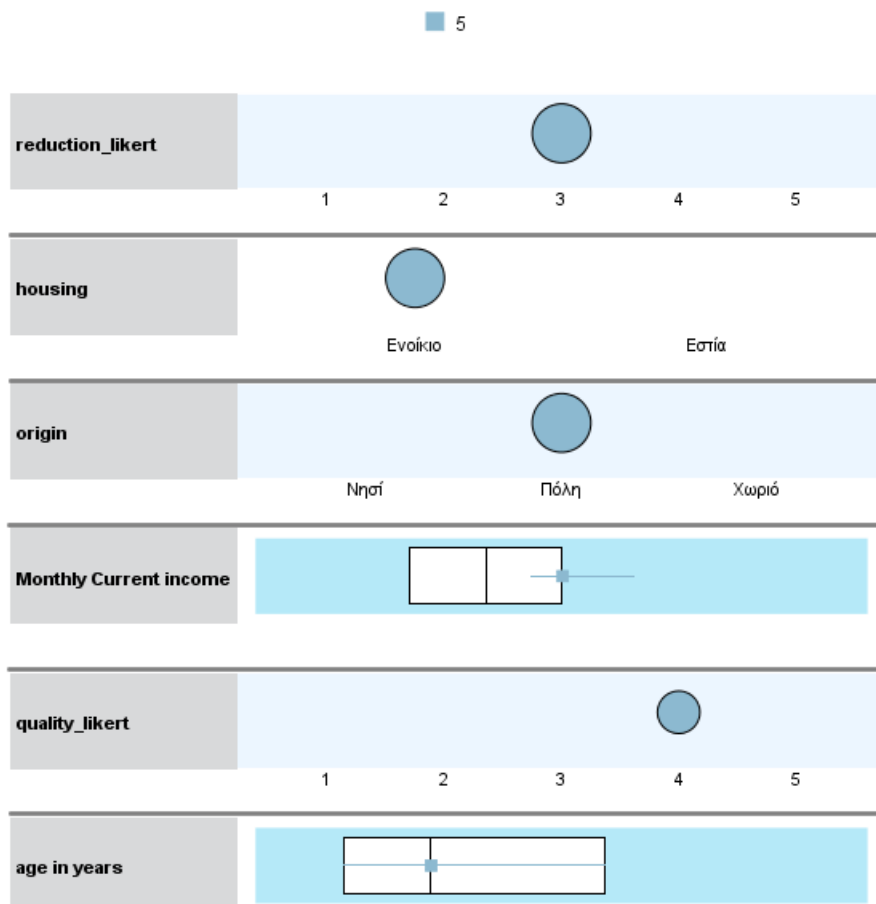 5
reduction_likert
1 2 3 4 5
housing
Ενοίκιο Εστία
origin
Νησί Πόλη Χωριό
Monthly Current income
quality_likert
1 2 3 4 5
age in years